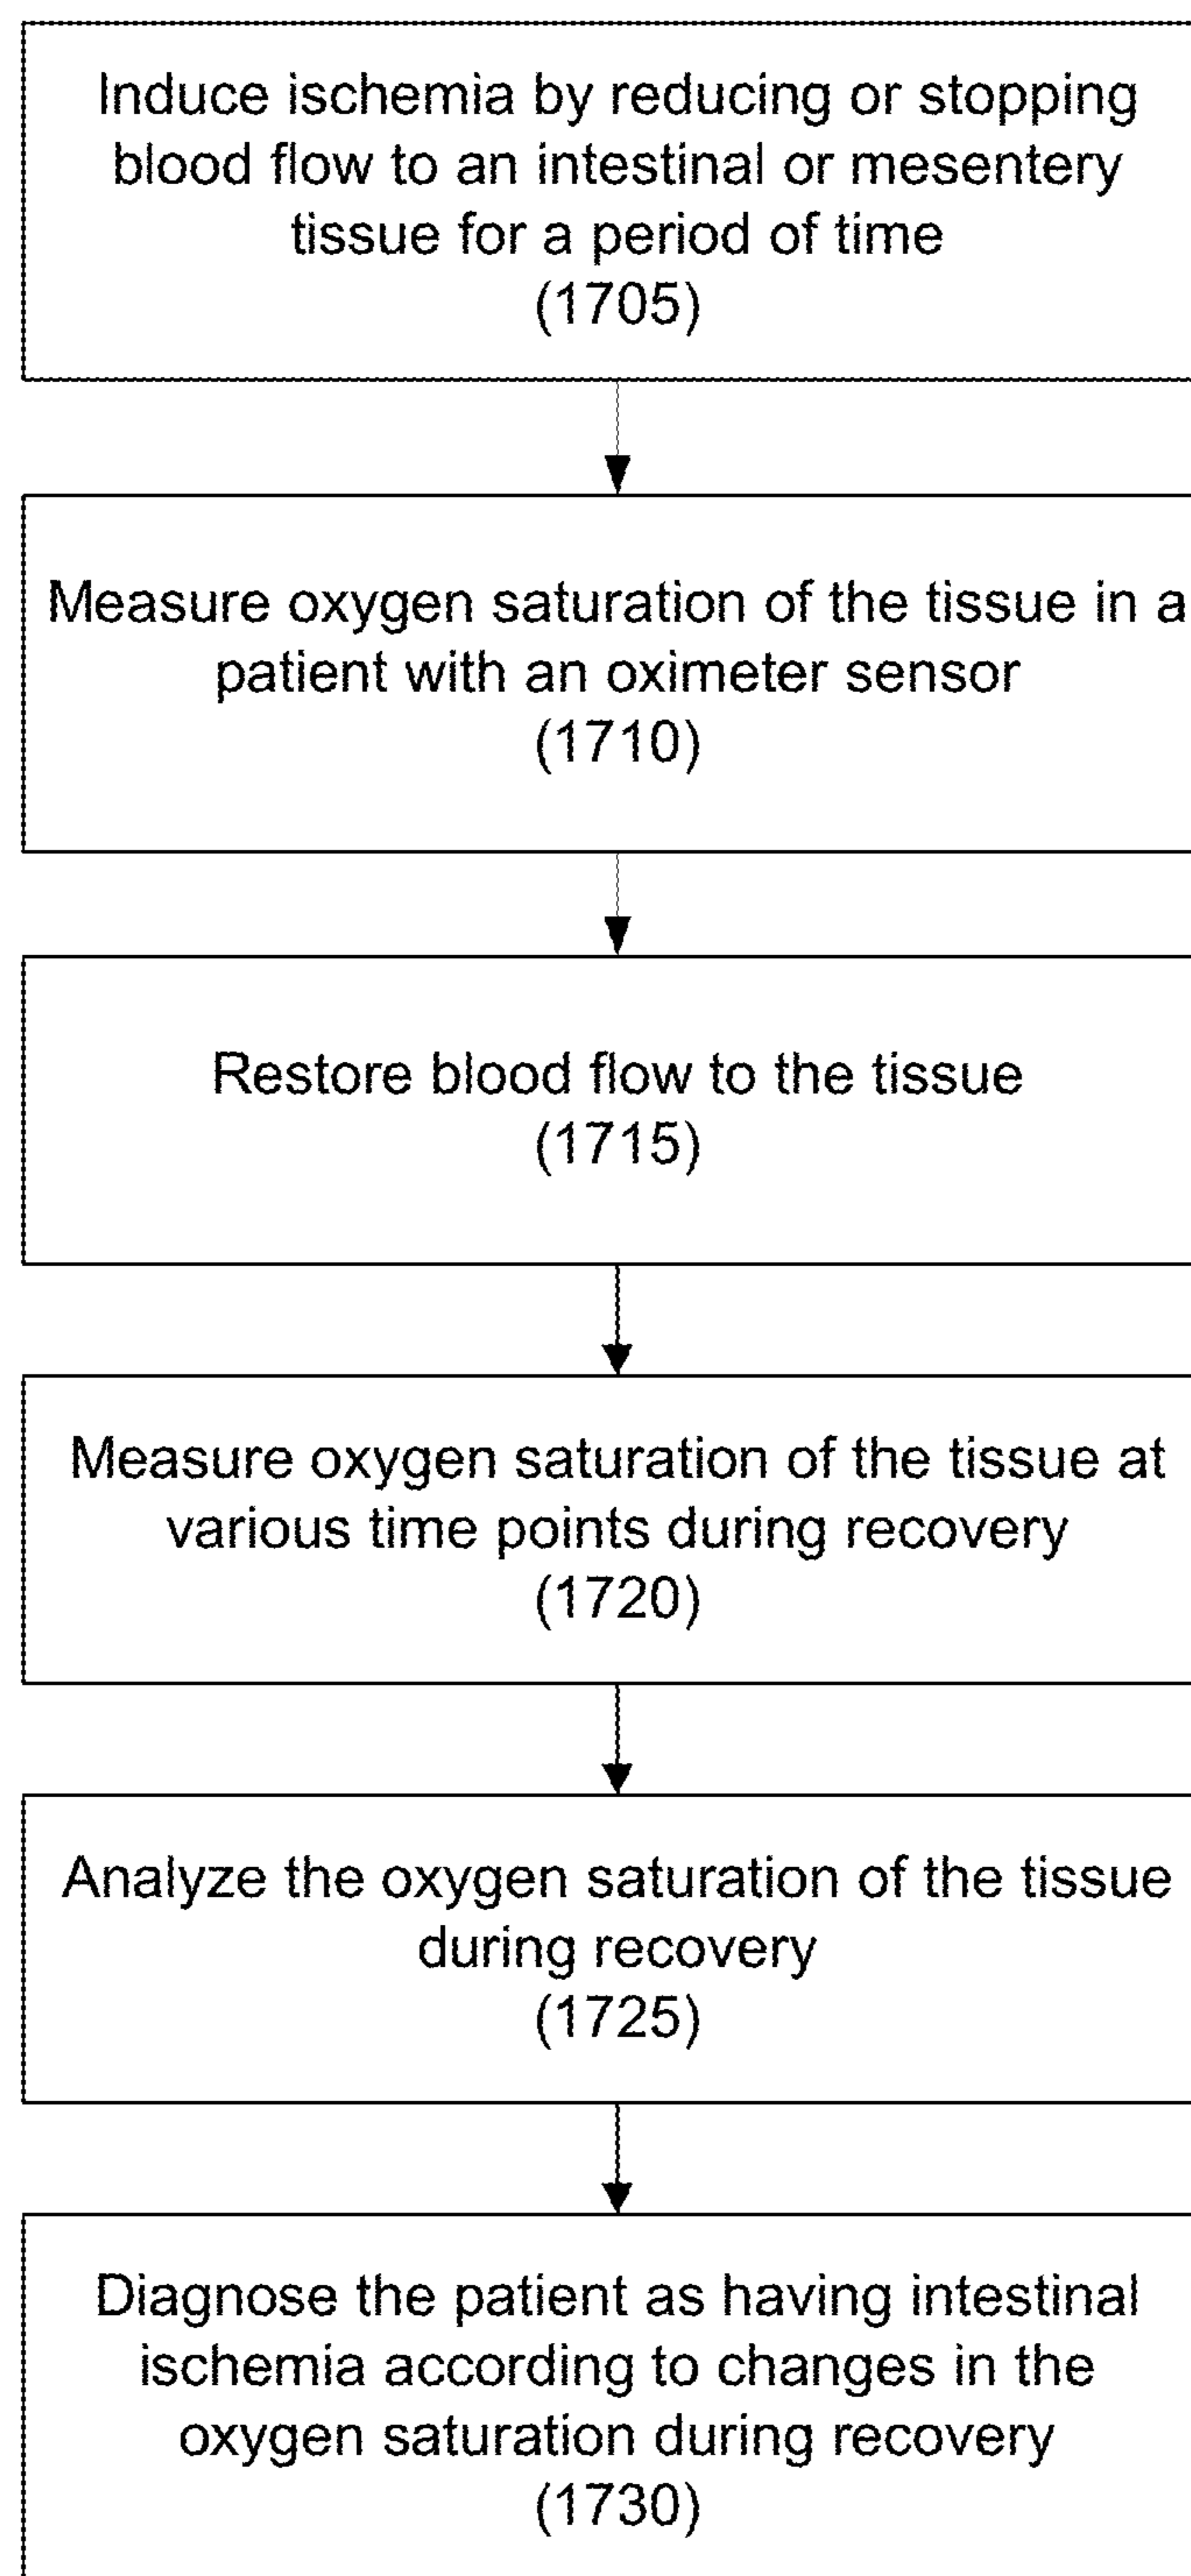 Induce ischemia by reducing or stopping
blood flow to an intestinal or mesentery
tissue for a period of time
(1705)
Measure oxygen saturation of the tissue in a
patient with an oximeter sensor
(1710)
Restore blood flow to the tissue
(1715)
Measure oxygen saturation of the tissue at
various time points during recovery
(1720)
Analyze the oxygen saturation of the tissue
during recovery
(1725)
Diagnose the patient as having intestinal
ischemia according to changes in the
oxygen saturation during recovery
(1730)